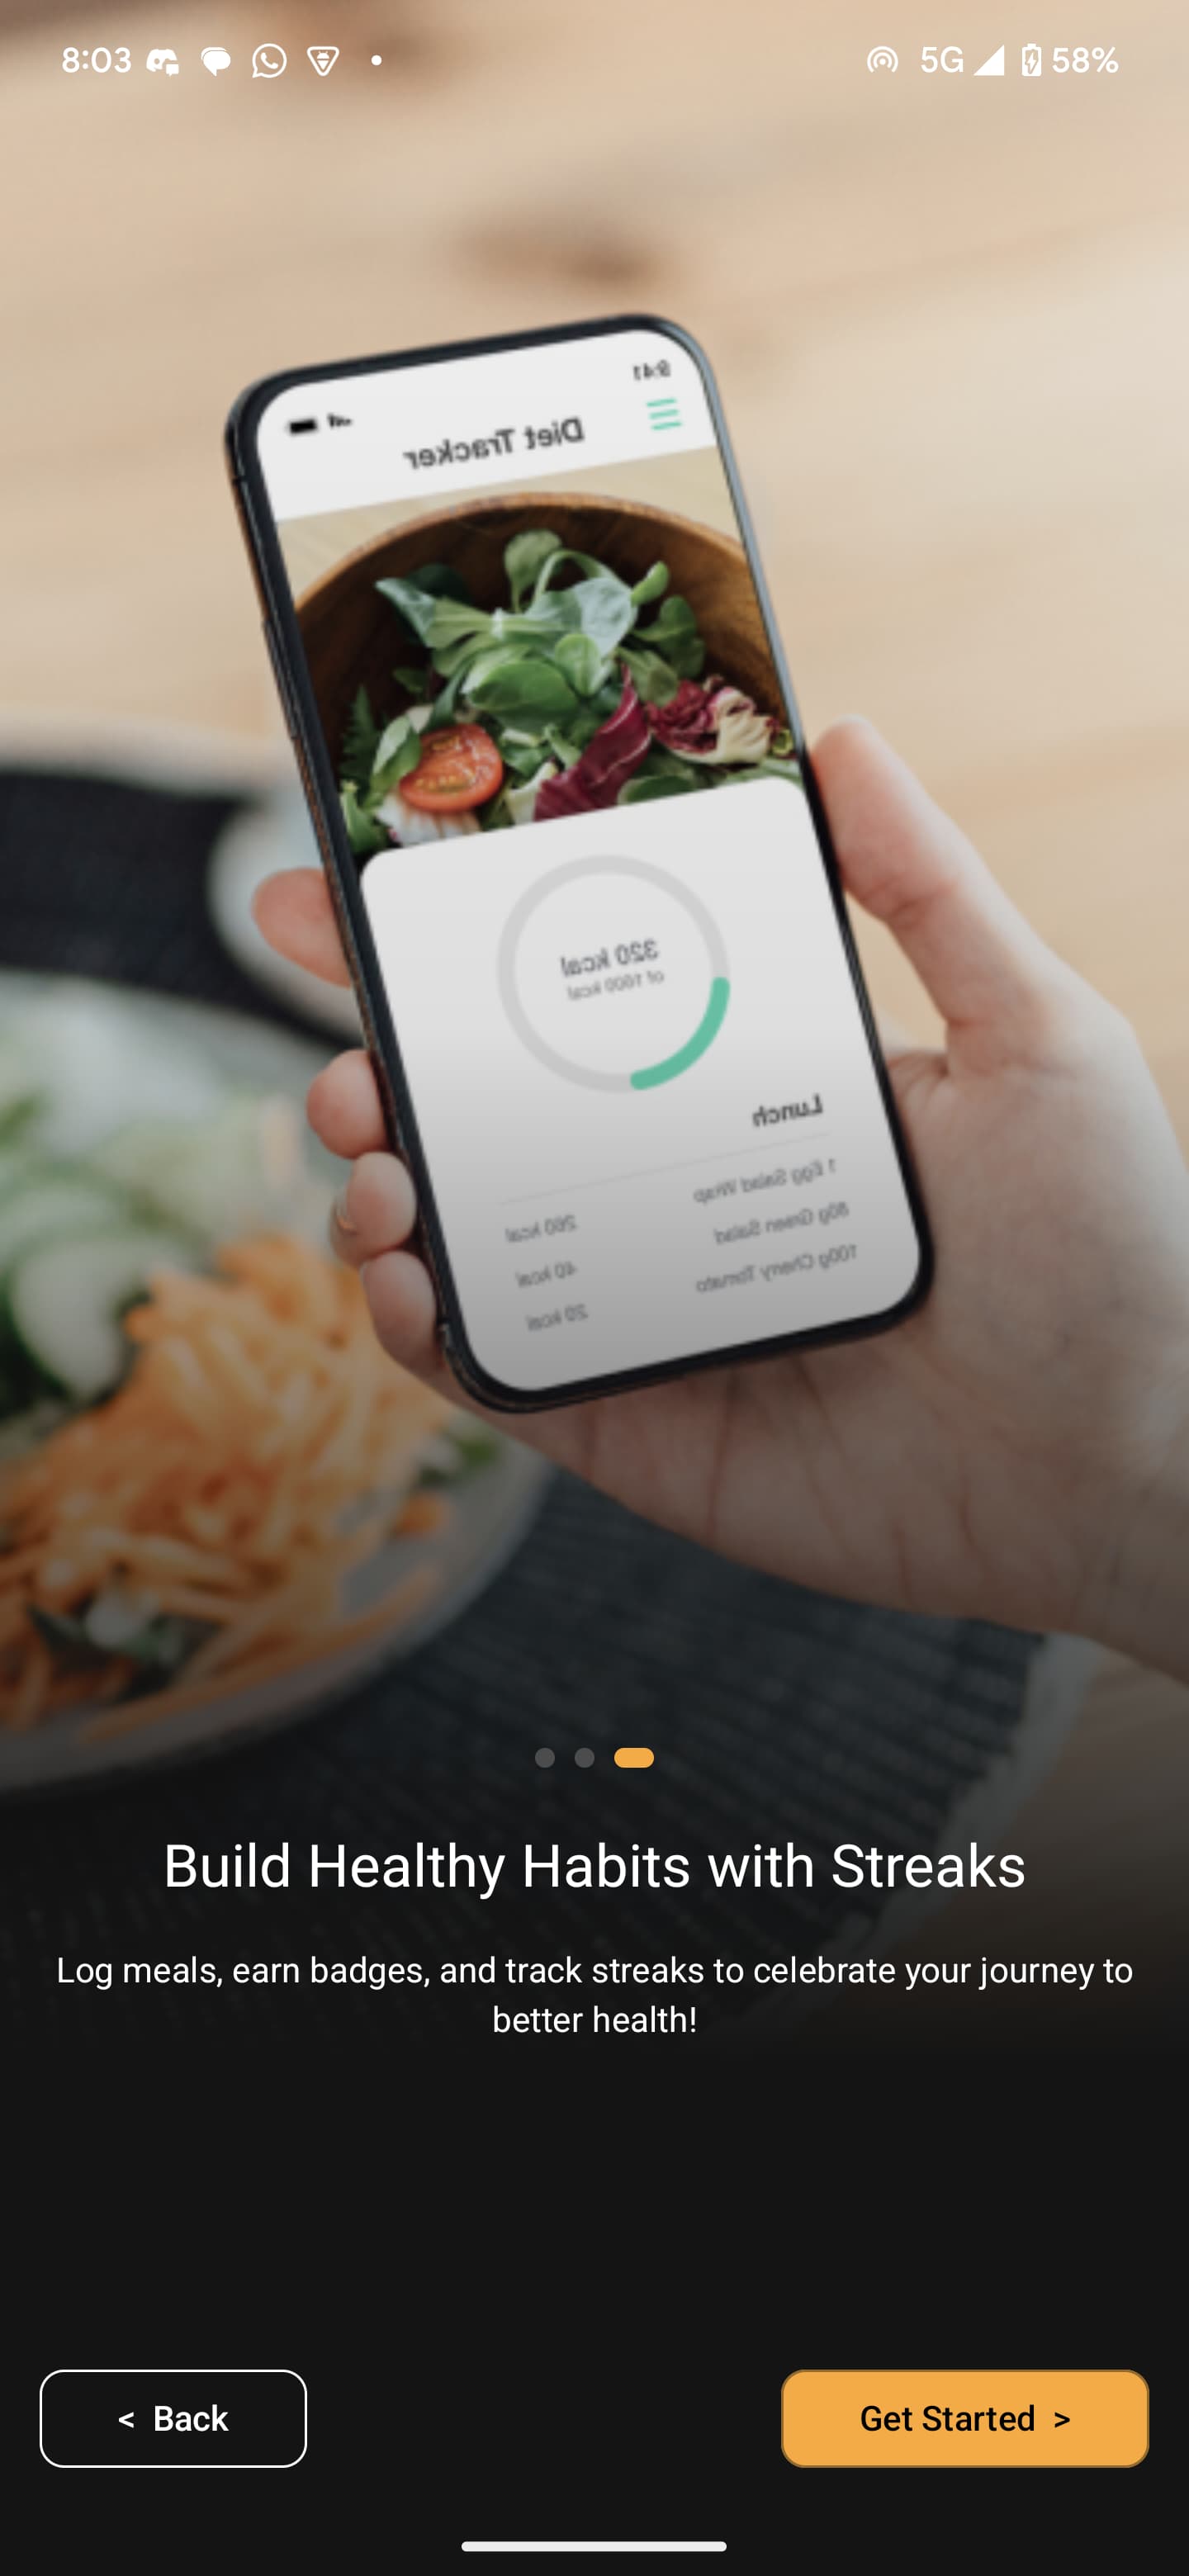 8:03
5G
58%
9:41
Diet Tracker
320 kcal
of 1000 kcal
Lunch
1 Egg Salad Wrap 260 kcal
80g Green Salad 40 kcal
100g Cherry Tomato 20 kcal
Build Healthy Habits with Streaks
Log meals, earn badges, and track streaks to celebrate your journey to
better health!
< Back
Get Started >